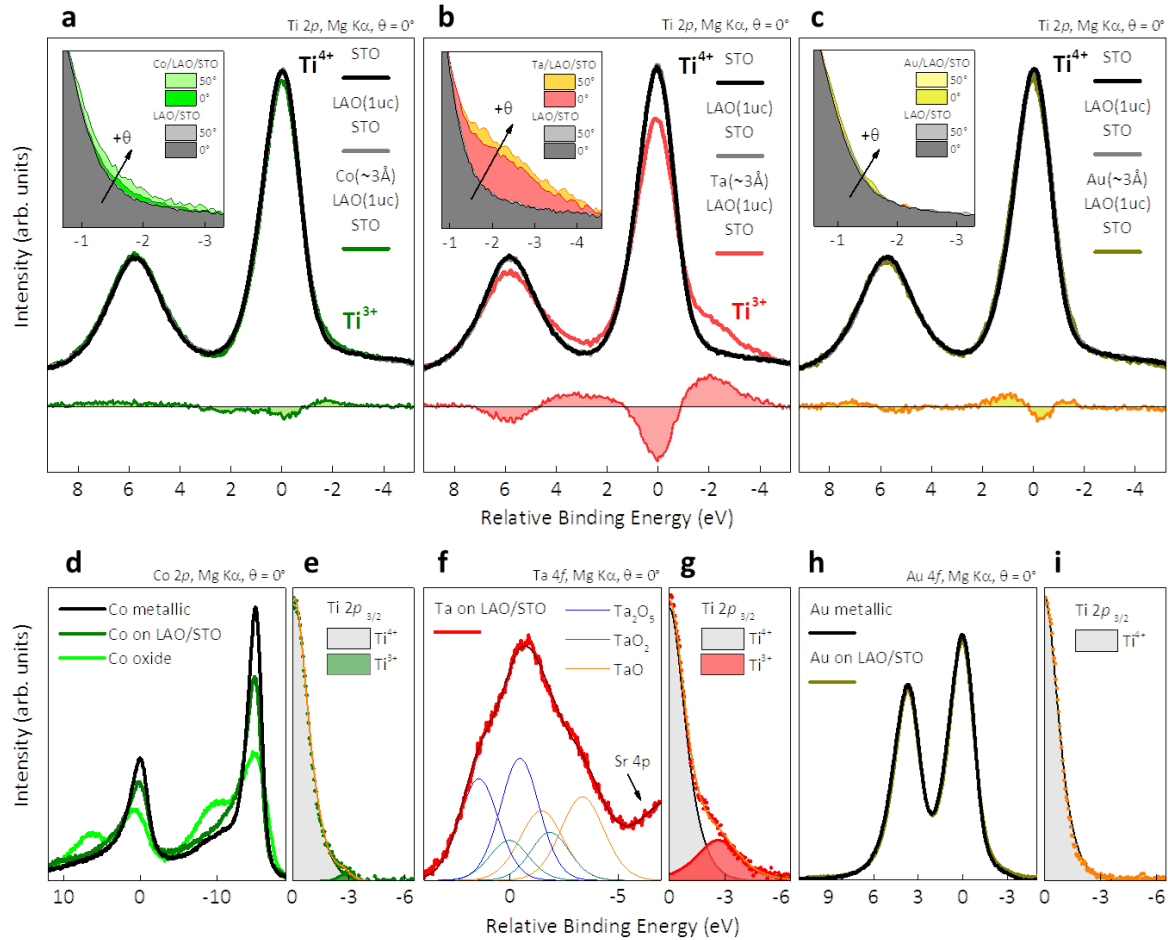 a
Ti 2p, Mg Kα, θ = 0°
Co/LAO/STO
50°
0°
LAO/STO
50°
0°
+θ
-1 -2 -3
Ti⁴⁺
STO
LAO(1uc)
STO
Co(~3Å)
LAO(1uc)
STO
Ti³⁺
8 6 4 2 0 -2 -4
b
Ti 2p, Mg Kα, θ = 0°
Ta/LAO/STO
50°
0°
LAO/STO
50°
0°
+θ
-1 -2 -3 -4
Ti⁴⁺
STO
LAO(1uc)
STO
Ta(~3Å)
LAO(1uc)
STO
Ti³⁺
8 6 4 2 0 -2 -4
c
Ti 2p, Mg Kα, θ = 0°
Au/LAO/STO
50°
0°
LAO/STO
50°
0°
+θ
-1 -2 -3
Ti⁴⁺
STO
LAO(1uc)
STO
Au(~3Å)
LAO(1uc)
STO
8 6 4 2 0 -2 -4
Intensity (arb. units)
Relative Binding Energy (eV)
d
Co 2p, Mg Kα, θ = 0°
Co metallic
Co on LAO/STO
Co oxide
10 0 -10
e
Ti 2p₃/₂
Ti⁴⁺
Ti³⁺
0 -2 -4 -6
f
Ta 4f, Mg Kα, θ = 0°
Ta on LAO/STO
Ta₂O₅
TaO₂
TaO
Sr 4p
0 -5
g
Ti 2p₃/₂
Ti⁴⁺
Ti³⁺
0 -2 -4 -6
h
Au 4f, Mg Kα, θ = 0°
Au metallic
Au on LAO/STO
9 6 3 0 -3
i
Ti 2p₃/₂
Ti⁴⁺
0 -2 -4 -6
Intensity (arb. units)
Relative Binding Energy (eV)